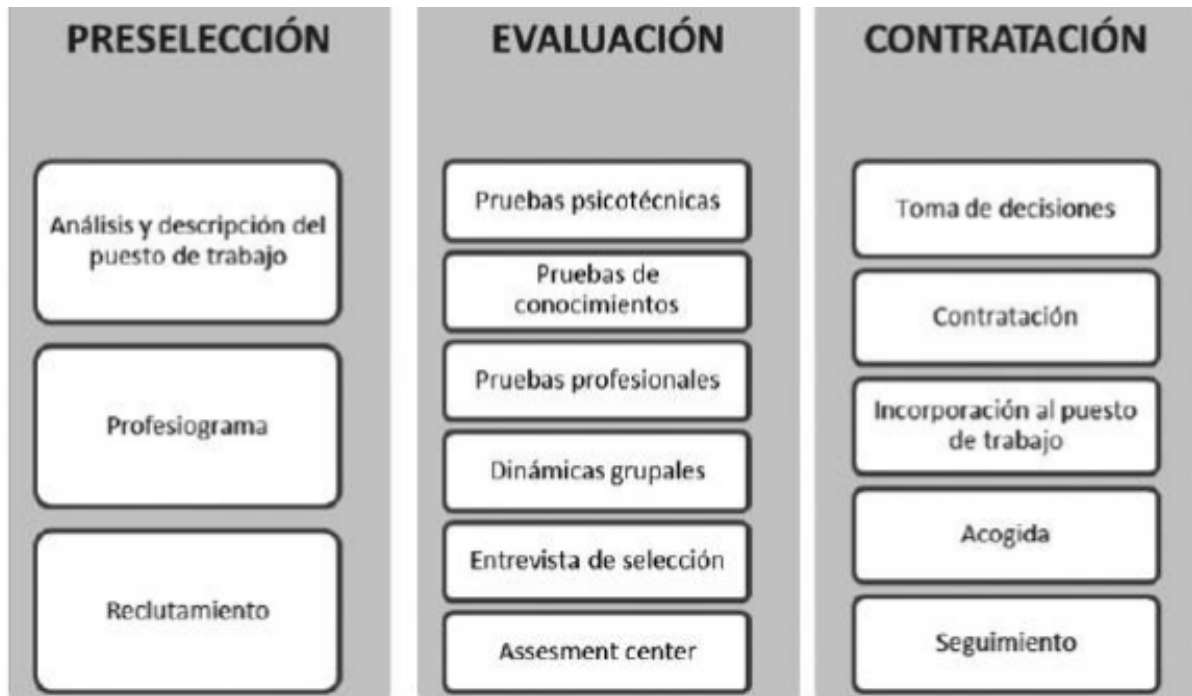 PRESELECCIÓN
Análisis y descripción del
puesto de trabajo
Profesiograma
Reclutamiento
EVALUACIÓN
Pruebas psicotécnicas
Pruebas de
conocimientos
Pruebas profesionales
Dinámicas grupales
Entrevista de selección
Assesment center
CONTRATACIÓN
Toma de decisiones
Contratación
Incorporación al puesto
de trabajo
Acogida
Seguimiento